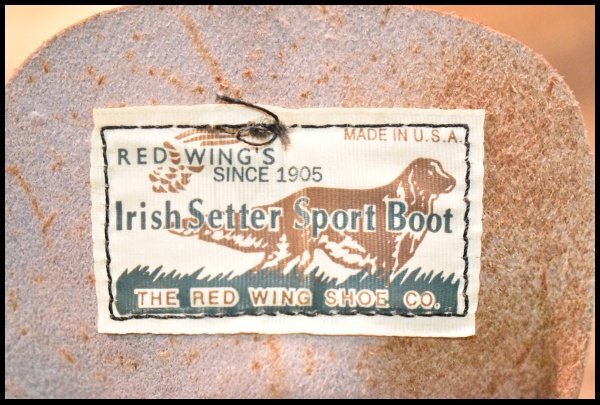 MADE IN U.S.A.
RED WING'S
SINCE 1905
Irish Setter Sport Boot
THE RED WING SHOE CO.